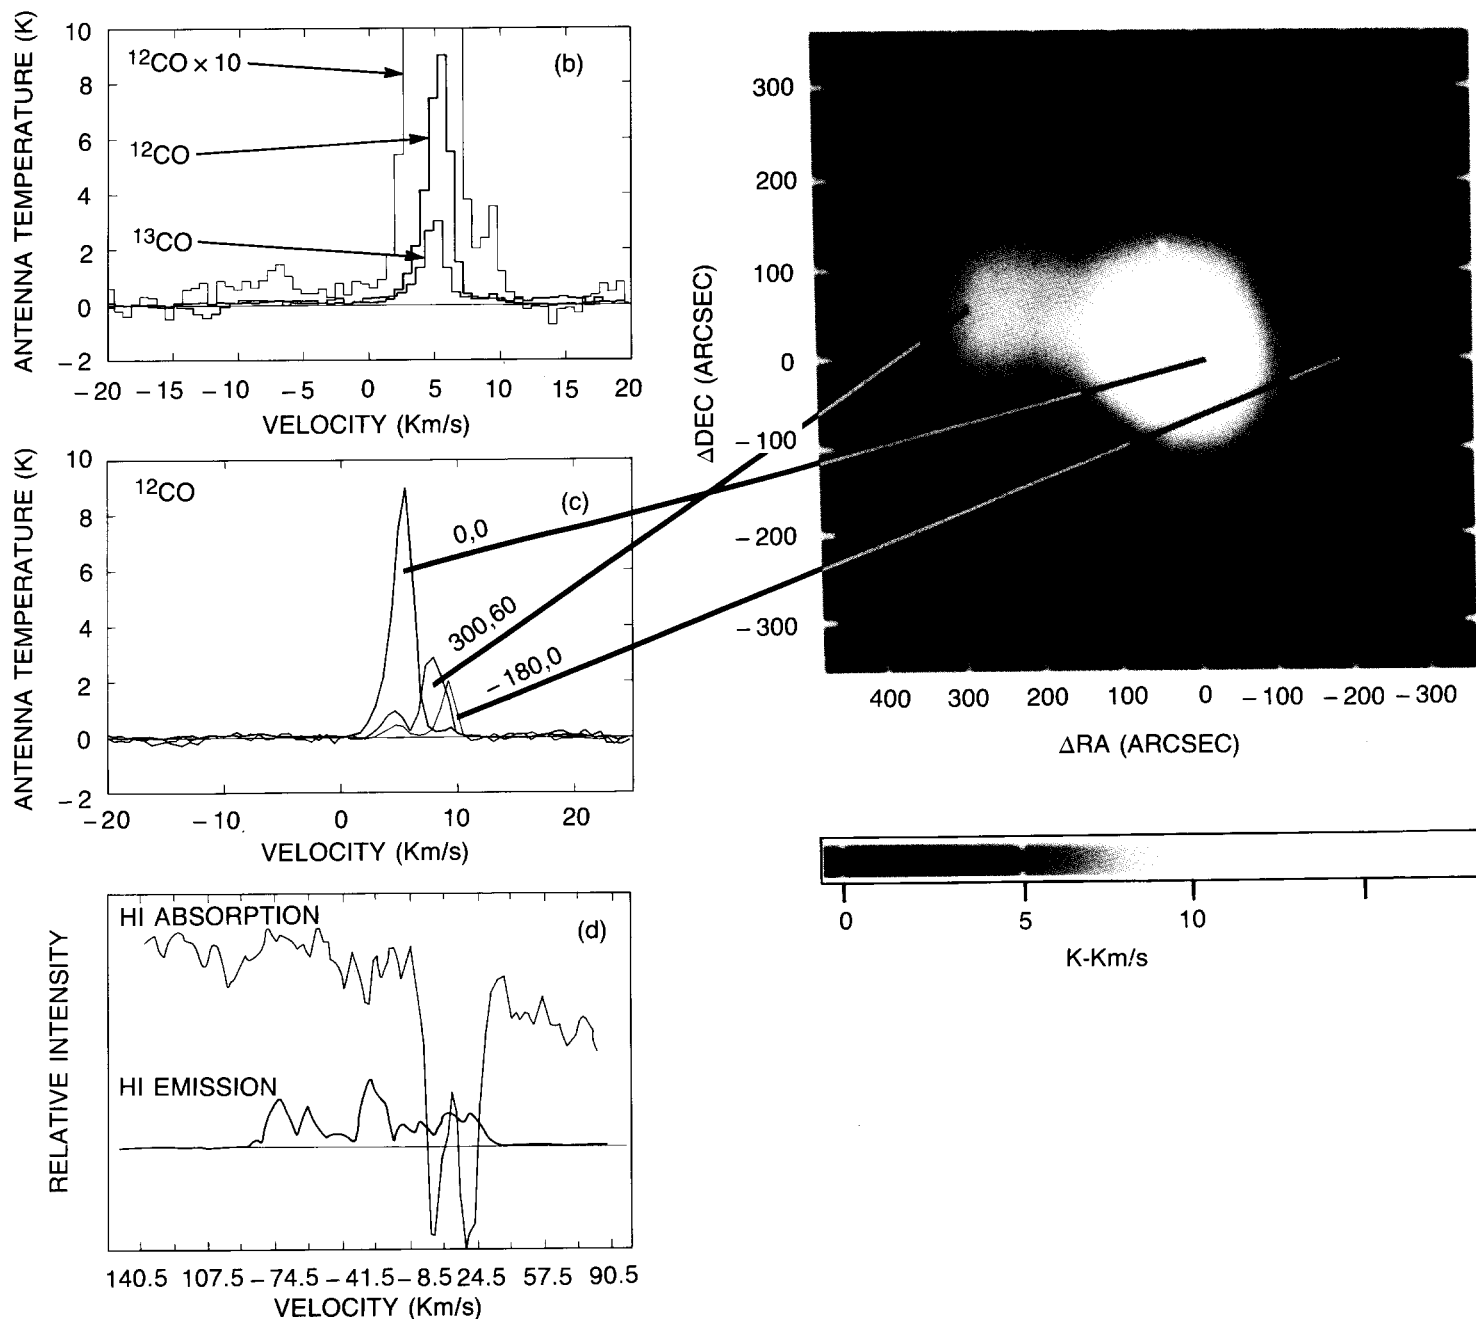 ANTENNA TEMPERATURE (K)
10
8
6
4
2
0
−2
¹²CO × 10
¹²CO
¹³CO
(b)
−20 −15 −10 −5 0 5 10 15 20
VELOCITY (Km/s)
ANTENNA TEMPERATURE (K)
10
8
6
4
2
0
−2
¹²CO
(c)
0,0
300,60
−180,0
−20 −10 0 10 20
VELOCITY (Km/s)
RELATIVE INTENSITY
HI ABSORPTION
(d)
HI EMISSION
140.5 107.5 −74.5 −41.5 −8.5 24.5 57.5 90.5
VELOCITY (Km/s)
ΔDEC (ARCSEC)
300
200
100
0
−100
−200
−300
400 300 200 100 0 −100 −200 −300
ΔRA (ARCSEC)
0 5 10
K-Km/s